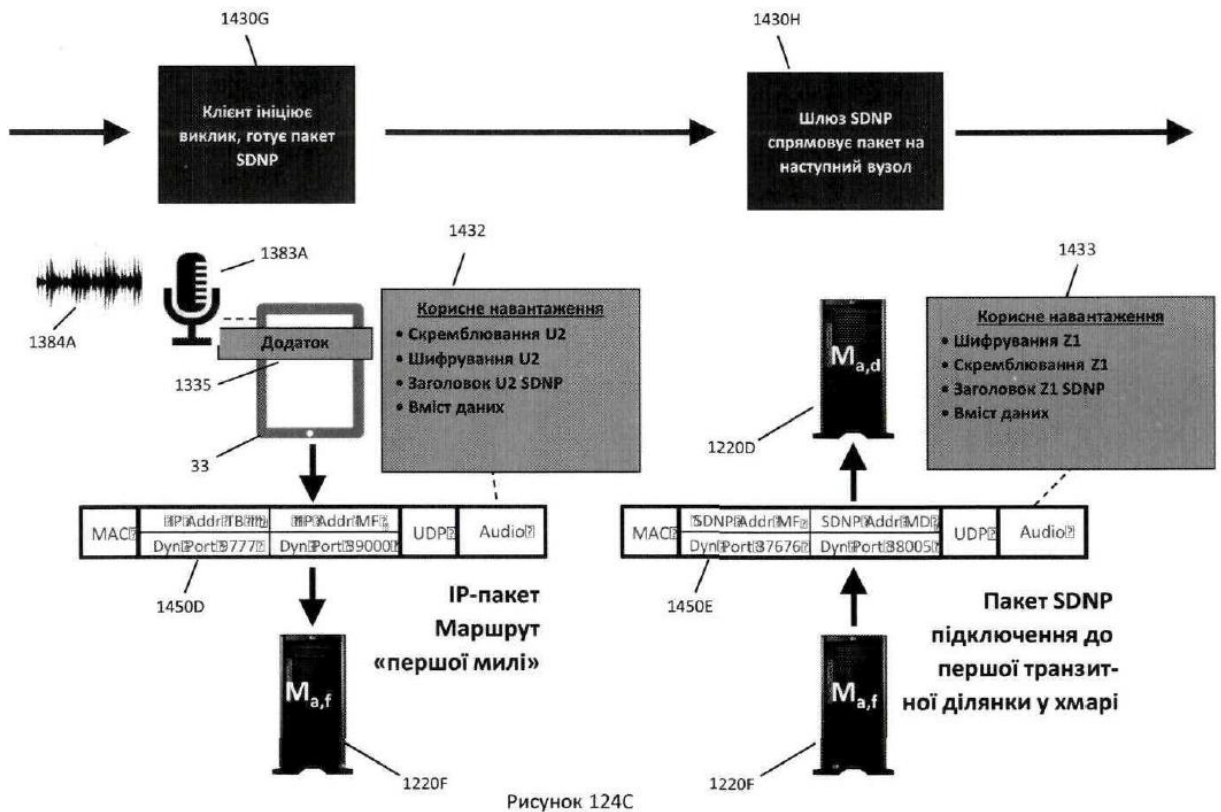 1430G
1430H
Клієнт ініціює
виклик, готує пакет
SDNP
Шлюз SDNP
спрямовує пакет на
наступний вузол
1383A
1384A
1432
1433
Додаток
1335
33
Корисне навантаження
• Скремблювання U2
• Шифрування U2
• Заголовок U2 SDNP
• Вміст даних
Ma,d
1220D
Корисне навантаження
• Шифрування Z1
• Скремблювання Z1
• Заголовок Z1 SDNP
• Вміст даних
MAC
IP Addr TB
IP Addr MF
Dyn Port 9777
Dyn Port 39000
UDP
Audio
MAC
SDNP Addr MF
SDNP Addr MD
Dyn Port 37676
Dyn Port 38005
UDP
Audio
1450D
1450E
IP-пакет
Маршрут
«першої милі»
Пакет SDNP
підключення до
першої транзит-
ної ділянки у хмарі
Ma,f
1220F
Ma,f
1220F
Рисунок 124C